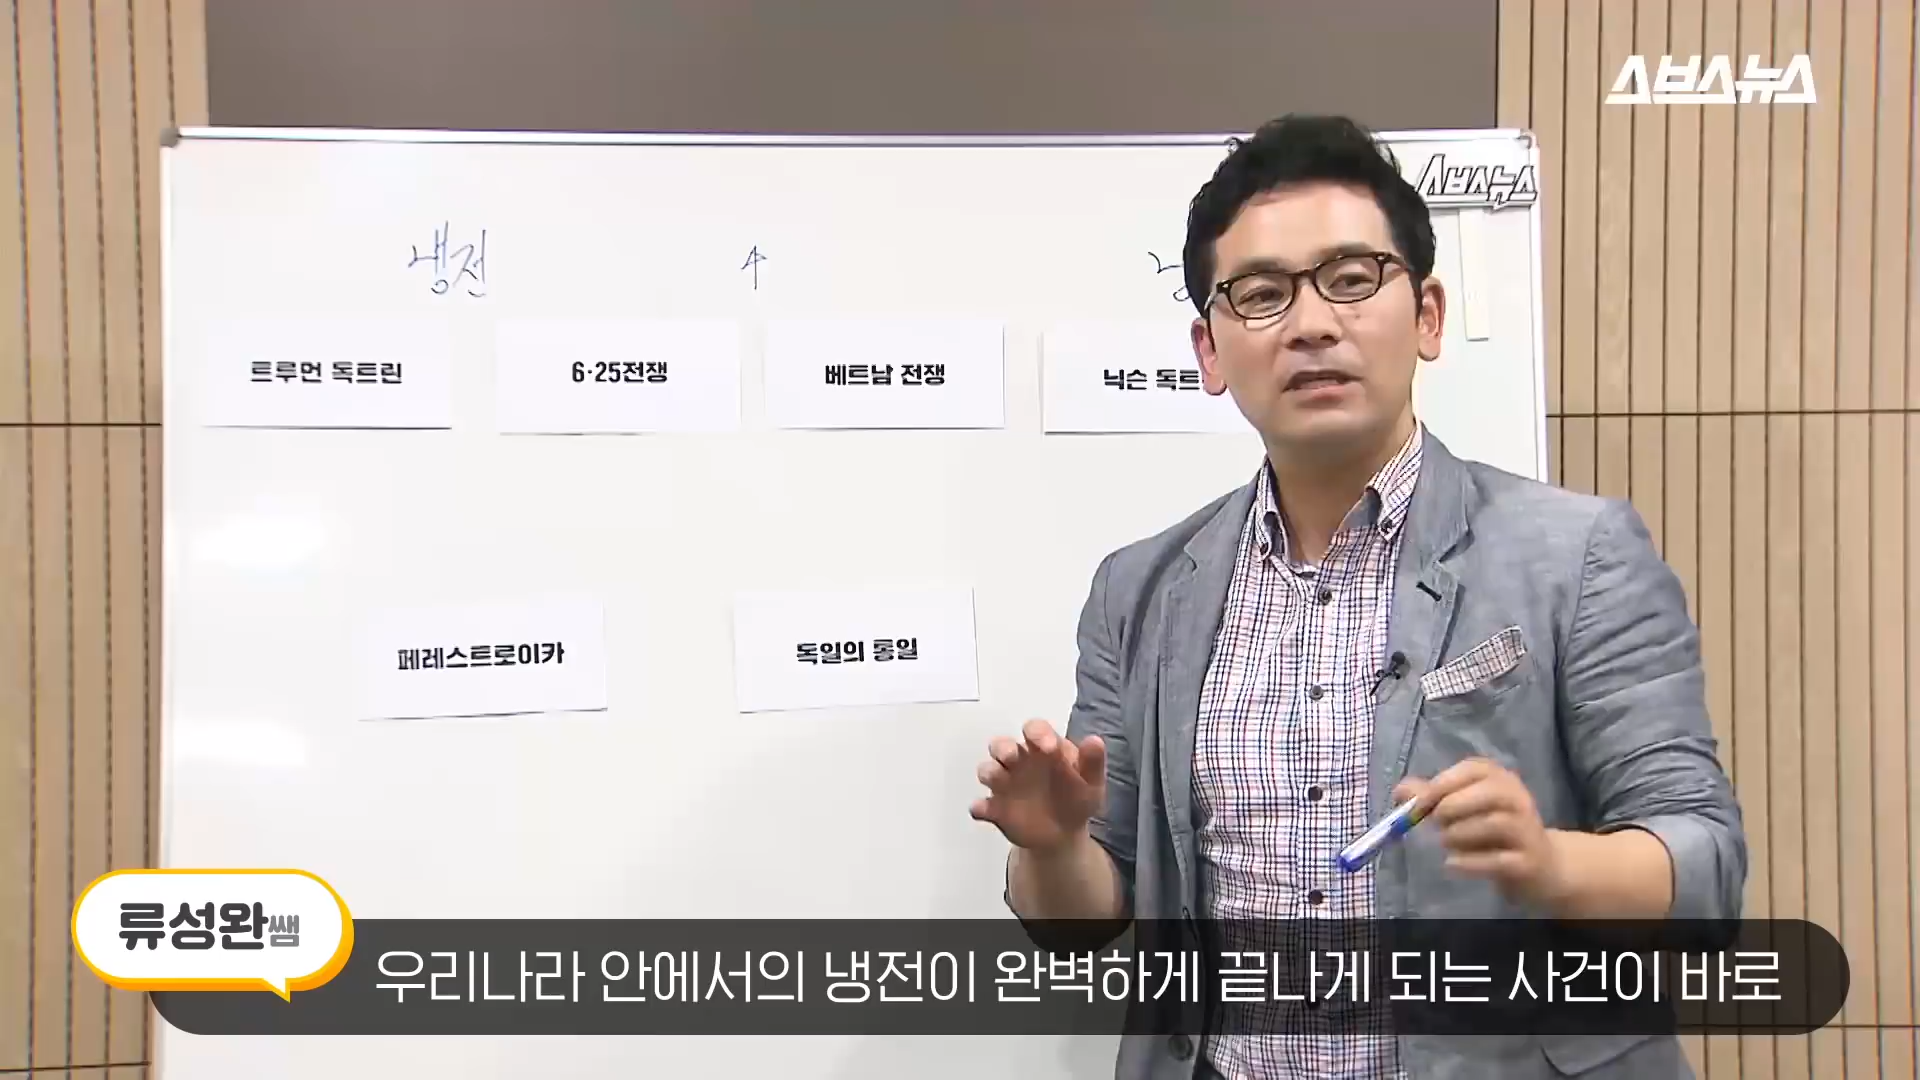 스브스뉴스
스브스뉴스
냉전
트루먼 독트린
6·25전쟁
베트남 전쟁
닉슨 독트
페레스트로이카
독일의 통일
류성완쌤
우리나라 안에서의 냉전이 완벽하게 끝나게 되는 사건이 바로